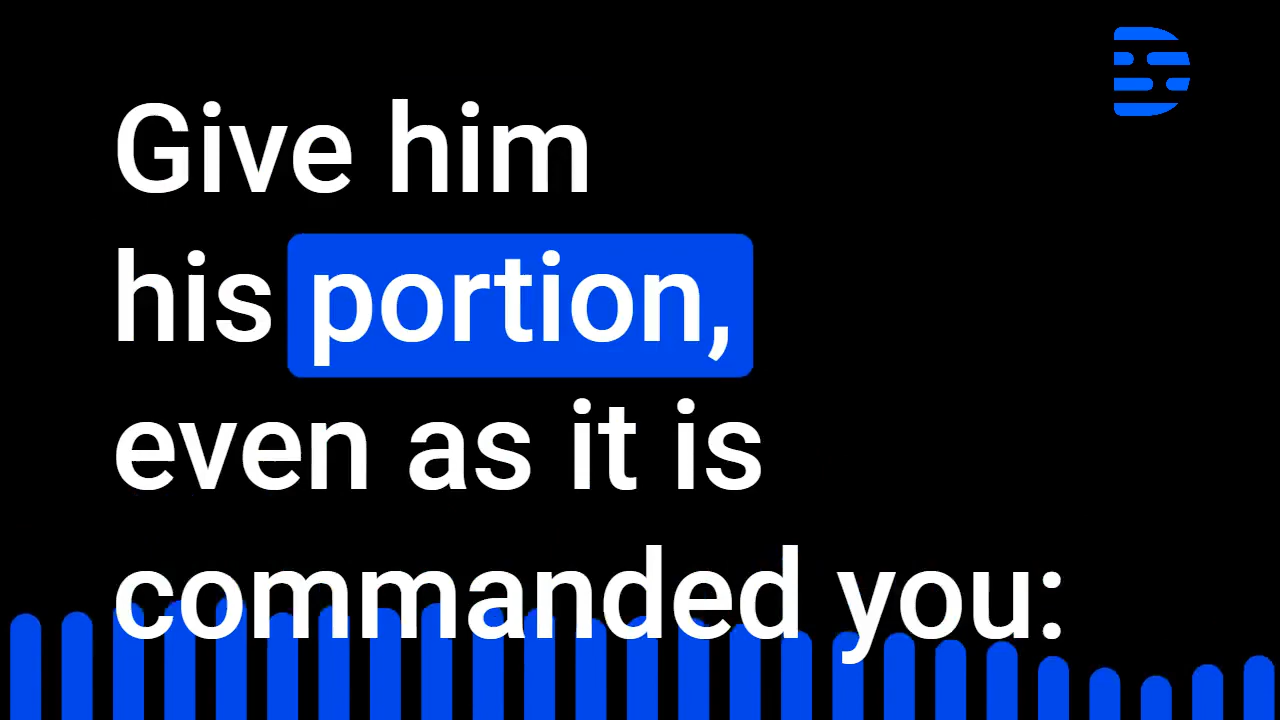 Give him
his portion,
even as it is
commanded you: